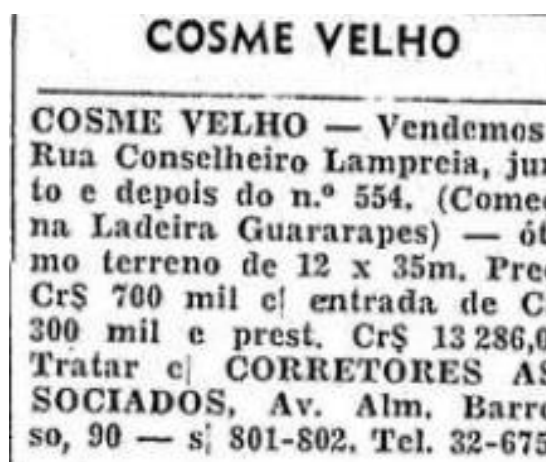 COSME VELHO
COSME VELHO — Vendemos
Rua Conselheiro Lampreia, jun
to e depois do n.º 554. (Começ
na Ladeira Guararapes) — ót
mo terreno de 12 x 35m. Preç
Cr$ 700 mil c| entrada de C
300 mil e prest. Cr$ 13 286,0
Tratar c| CORRETORES AS
SOCIADOS. Av. Alm. Barro
so, 90 — s| 801-802. Tel. 32-675